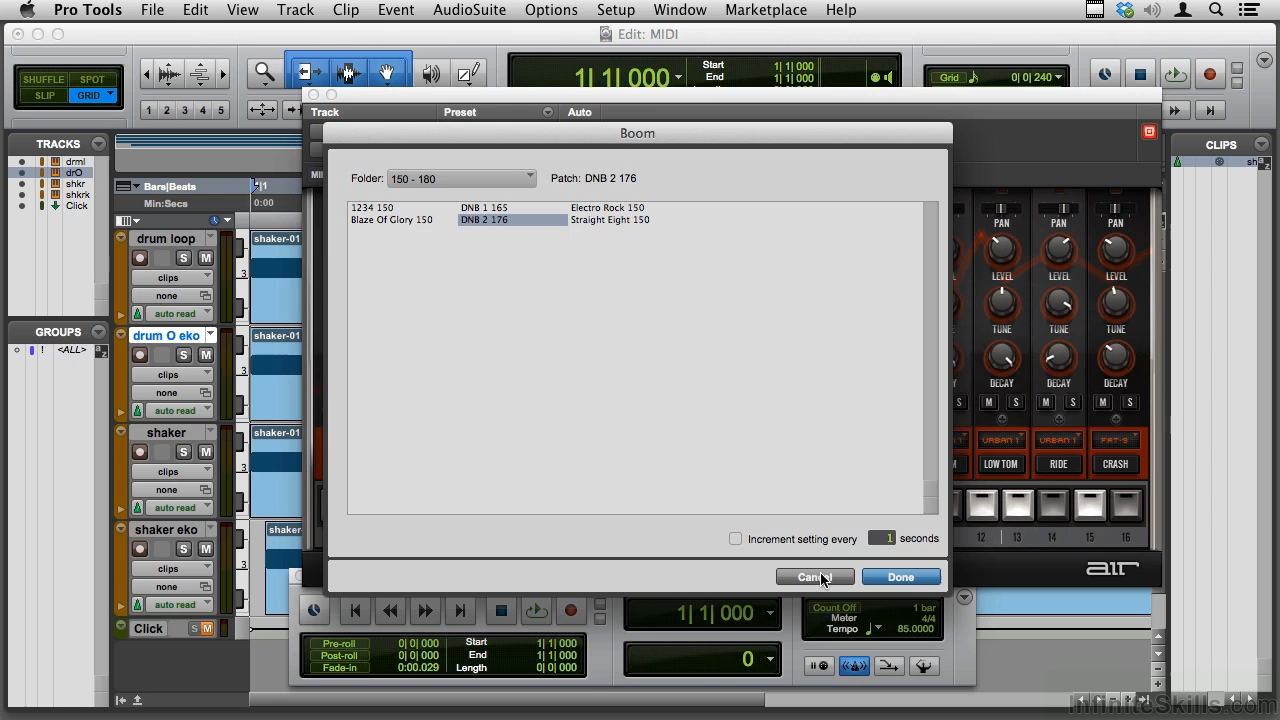 Pro Tools File Edit View Track Clip Event AudioSuite Options Setup Window Marketplace Help
Edit: MIDI
SHUFFLE SPOT
SLIP GRID
1 2 3 4 5
1| 1| 000
Start 1| 1| 000
End 1| 1| 000
Grid 0| 0| 240
Track Preset Auto
TRACKS
drml
drO
shkr
shkrk
Click
GROUPS
! <ALL>
Bars|Beats
Min:Secs
0:00
drum loop
S M
clips
none
auto read
shaker-01
drum O eko
S M
clips
none
auto read
shaker-01
shaker
S M
clips
none
auto read
shaker-01
shaker eko
S M
clips
none
auto read
shaker-
Click S M
Boom
Folder: 150 - 180 Patch: DNB 2 176
1234 150 DNB 1 165 Electro Rock 150
Blaze Of Glory 150 DNB 2 176 Straight Eight 150
Increment setting every 1 seconds
Done
CLIPS
PAN PAN PAN
LEVEL LEVEL LEVEL
TUNE TUNE TUNE
DECAY DECAY DECAY
S M S M S M S
URBAN 1 URBAN 1 FAT-S
LOW TOM RIDE CRASH
12 13 14 15 16
AIR
Pre-roll 0| 0| 000
Post-roll 0| 0| 000
Fade-in 0:00.029
Start 1| 1| 000
End 1| 1| 000
Length 0| 0| 000
1| 1| 000
0
Count Off 1 bar
Meter 4/4
Tempo 85.0000
InfiniteSkills.com